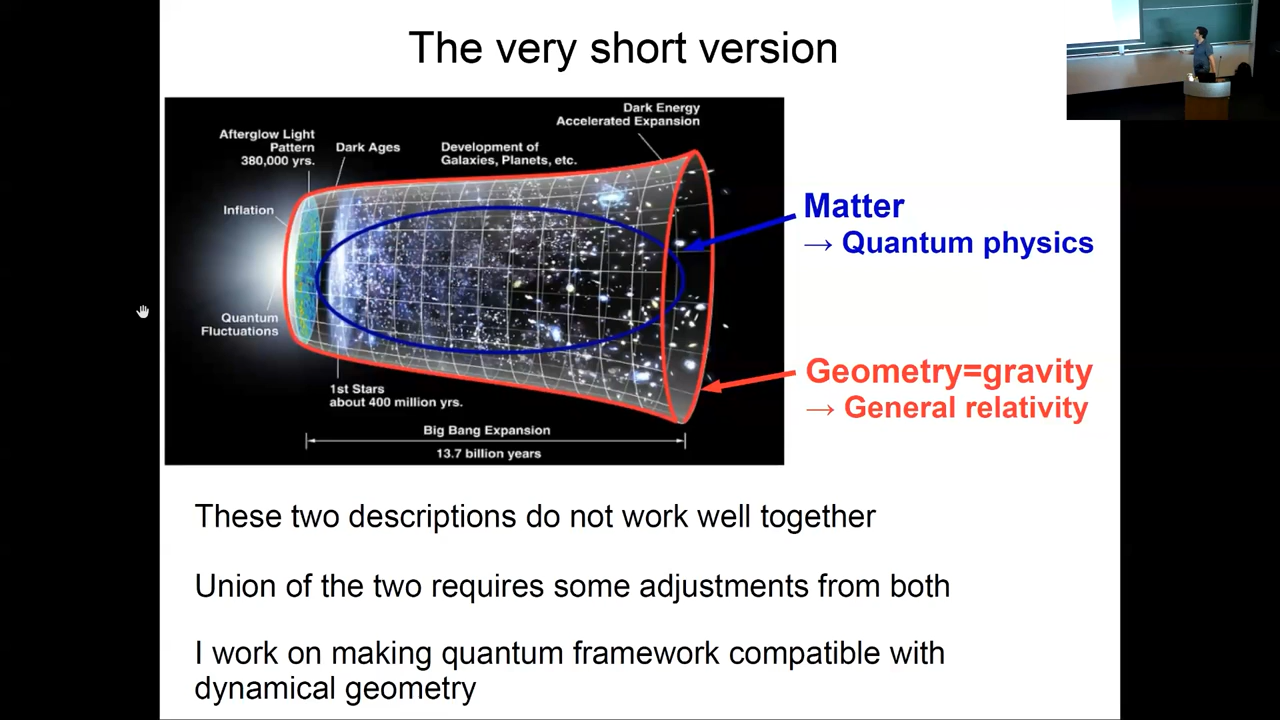 The very short version
Dark Energy
Accelerated Expansion
Afterglow Light
Pattern
380,000 yrs.
Dark Ages
Development of
Galaxies, Planets, etc.
Inflation
Quantum
Fluctuations
1st Stars
about 400 million yrs.
Big Bang Expansion
13.7 billion years
Matter
→ Quantum physics
Geometry=gravity
→ General relativity
These two descriptions do not work well together
Union of the two requires some adjustments from both
I work on making quantum framework compatible with
dynamical geometry